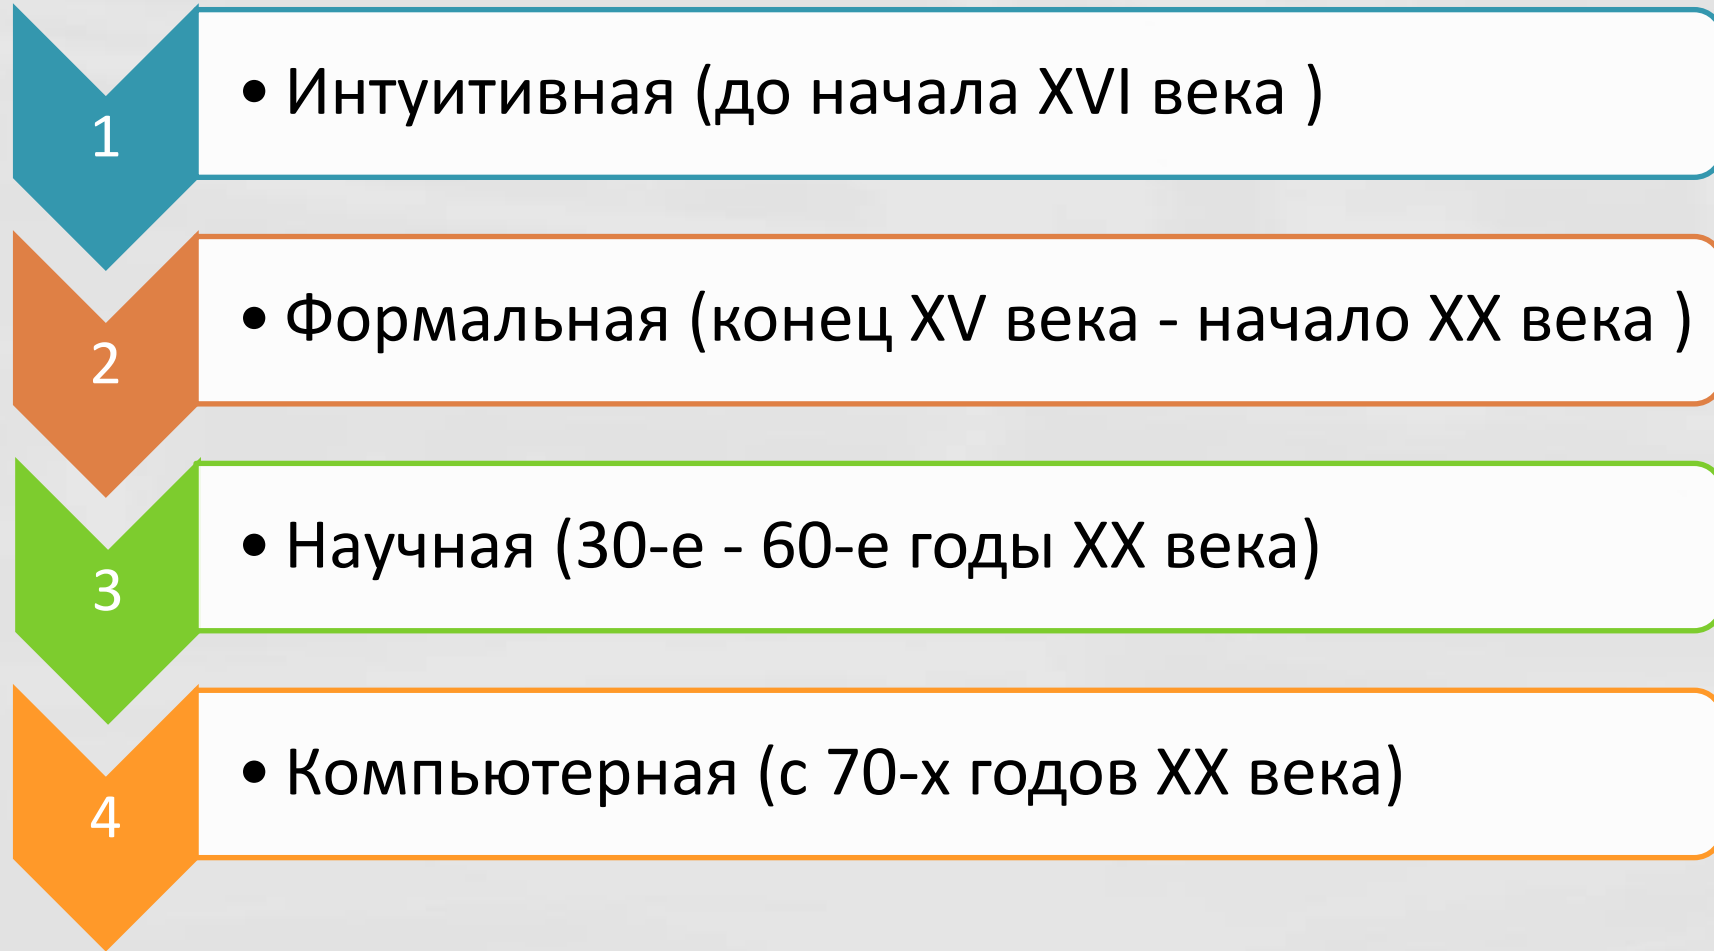 1
• Интуитивная (до начала XVI века )
2
• Формальная (конец XV века - начало XX века )
3
• Научная (30-е - 60-е годы XX века)
4
• Компьютерная (с 70-х годов XX века)